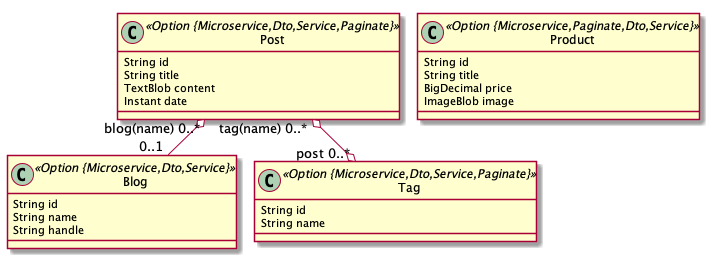 C «Option {Microservice,Dto,Service,Paginate}»
Post
String id
String title
TextBlob content
Instant date
C «Option {Microservice,Paginate,Dto,Service}»
Product
String id
String title
BigDecimal price
ImageBlob image
blog(name) 0..*
tag(name) 0..*
0..1
post 0..*
C «Option {Microservice,Dto,Service}»
Blog
String id
String name
String handle
C «Option {Microservice,Dto,Service,Paginate}»
Tag
String id
String name